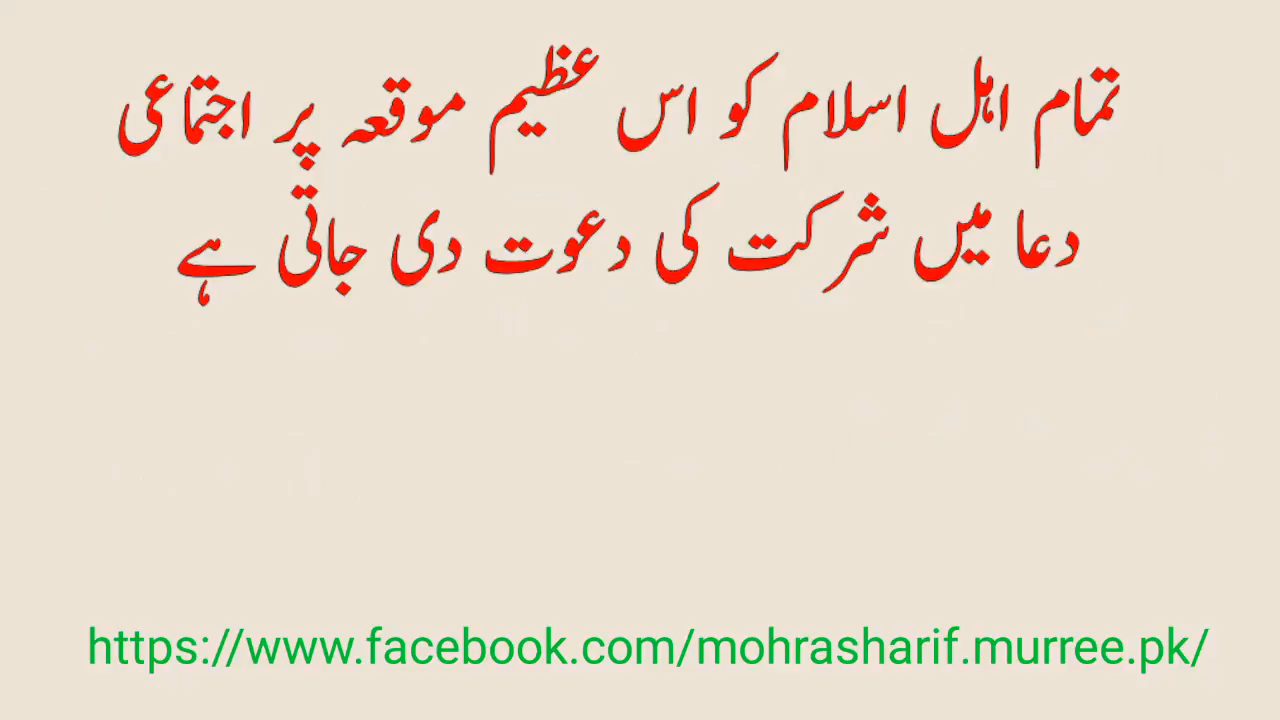 تمام اہل اسلام کو اس عظیم موقعہ پر اجتماعی
دعا میں شرکت کی دعوت دی جاتی ہے
https://www.facebook.com/mohrasharif.murree.pk/